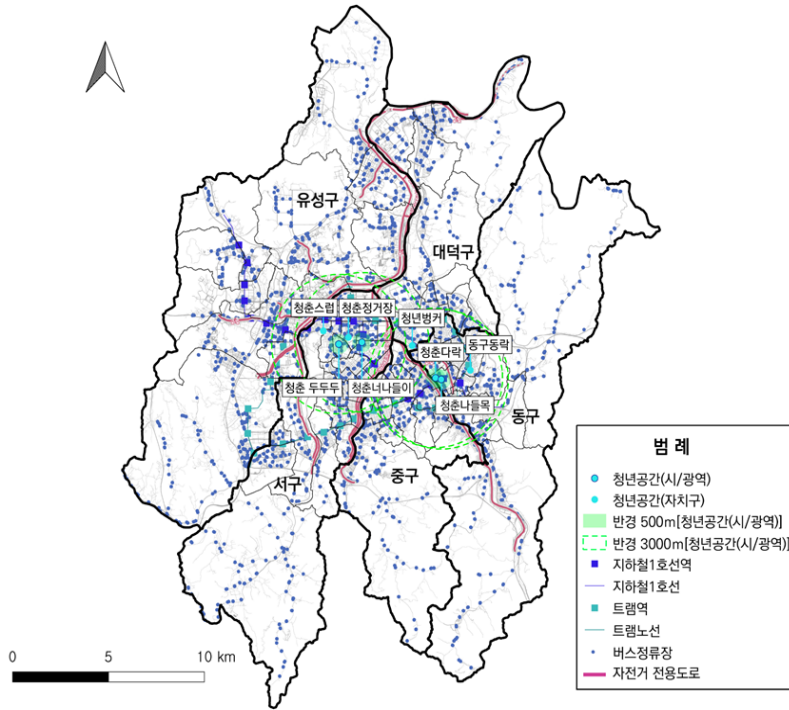 유성구
대덕구
청춘스럽 청춘정거장
청년벙커
청춘다락
동구동락
청춘 두두두
청춘너나들이
청춘나들목
동구
서구
중구
0 5 10 km
범 례
청년공간(시/광역)
청년공간(자치구)
반경 500m[청년공간(시/광역)]
반경 3000m[청년공간(시/광역)]
지하철1호선역
지하철1호선
트램역
트램노선
버스정류장
자전거 전용도로